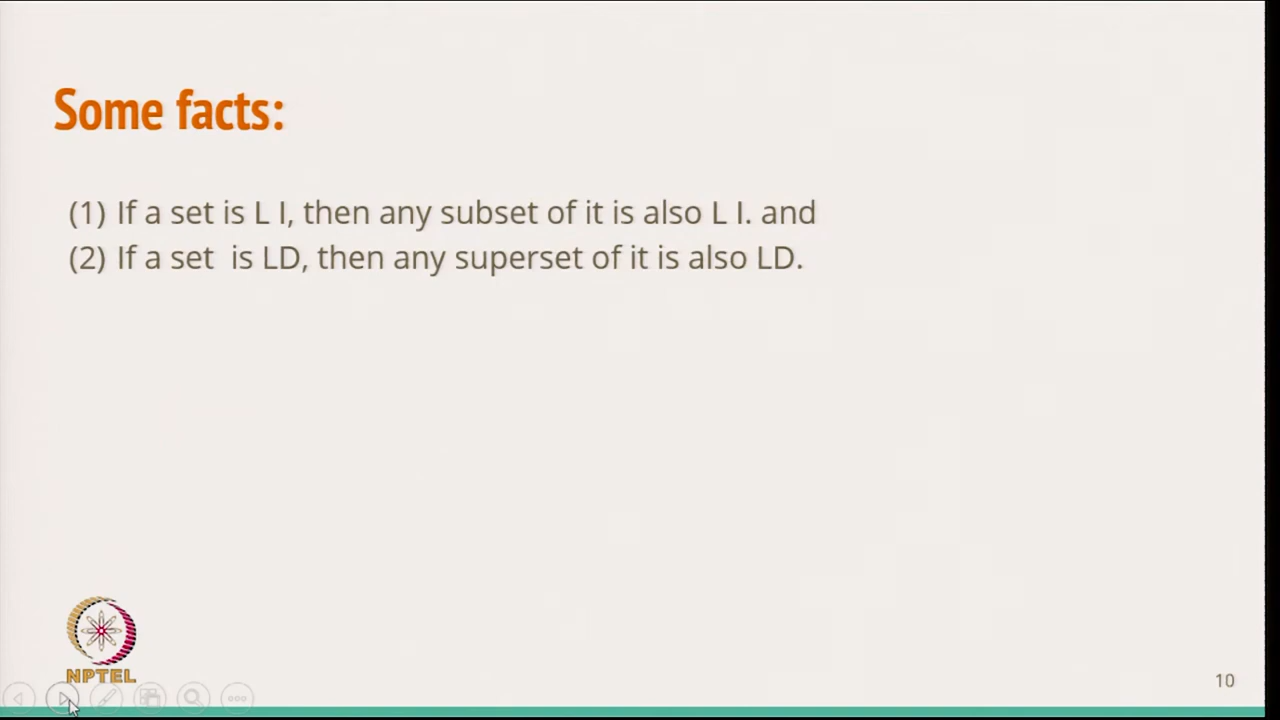 Some facts:
(1) If a set is L I, then any subset of it is also L I. and
(2) If a set is LD, then any superset of it is also LD.
NPTEL
10